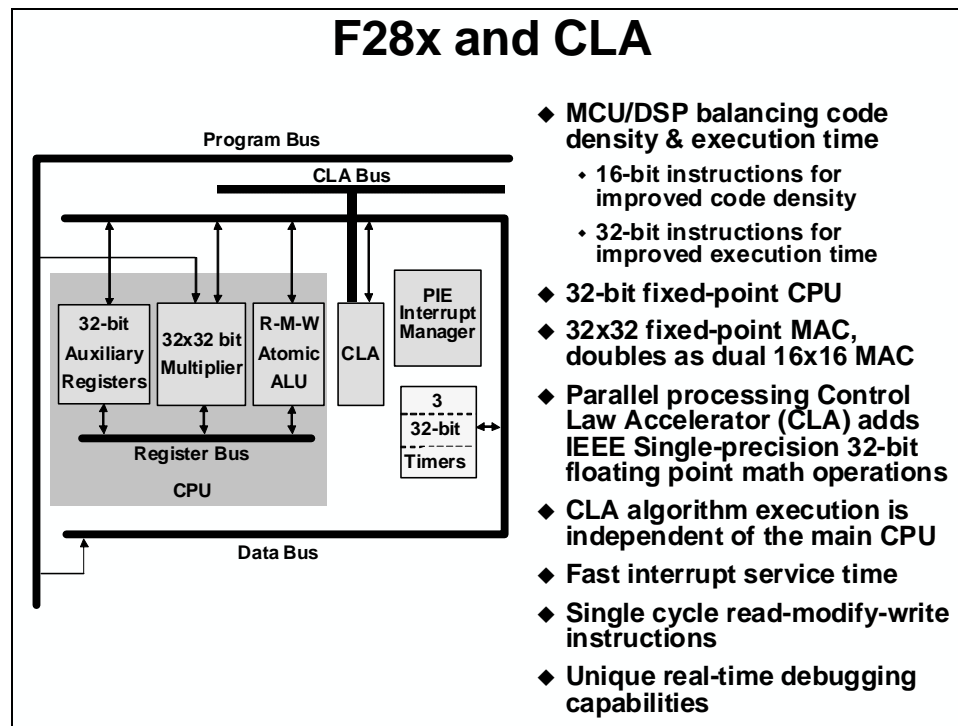 F28x and CLA
Program Bus
CLA Bus
32-bit
Auxiliary
Registers
32x32 bit
Multiplier
R-M-W
Atomic
ALU
CLA
PIE
Interrupt
Manager
3
32-bit
Timers
Register Bus
CPU
Data Bus
◆ MCU/DSP balancing code
density & execution time
◆ 16-bit instructions for
improved code density
◆ 32-bit instructions for
improved execution time
◆ 32-bit fixed-point CPU
◆ 32x32 fixed-point MAC,
doubles as dual 16x16 MAC
◆ Parallel processing Control
Law Accelerator (CLA) adds
IEEE Single-precision 32-bit
floating point math operations
◆ CLA algorithm execution is
independent of the main CPU
◆ Fast interrupt service time
◆ Single cycle read-modify-write
instructions
◆ Unique real-time debugging
capabilities